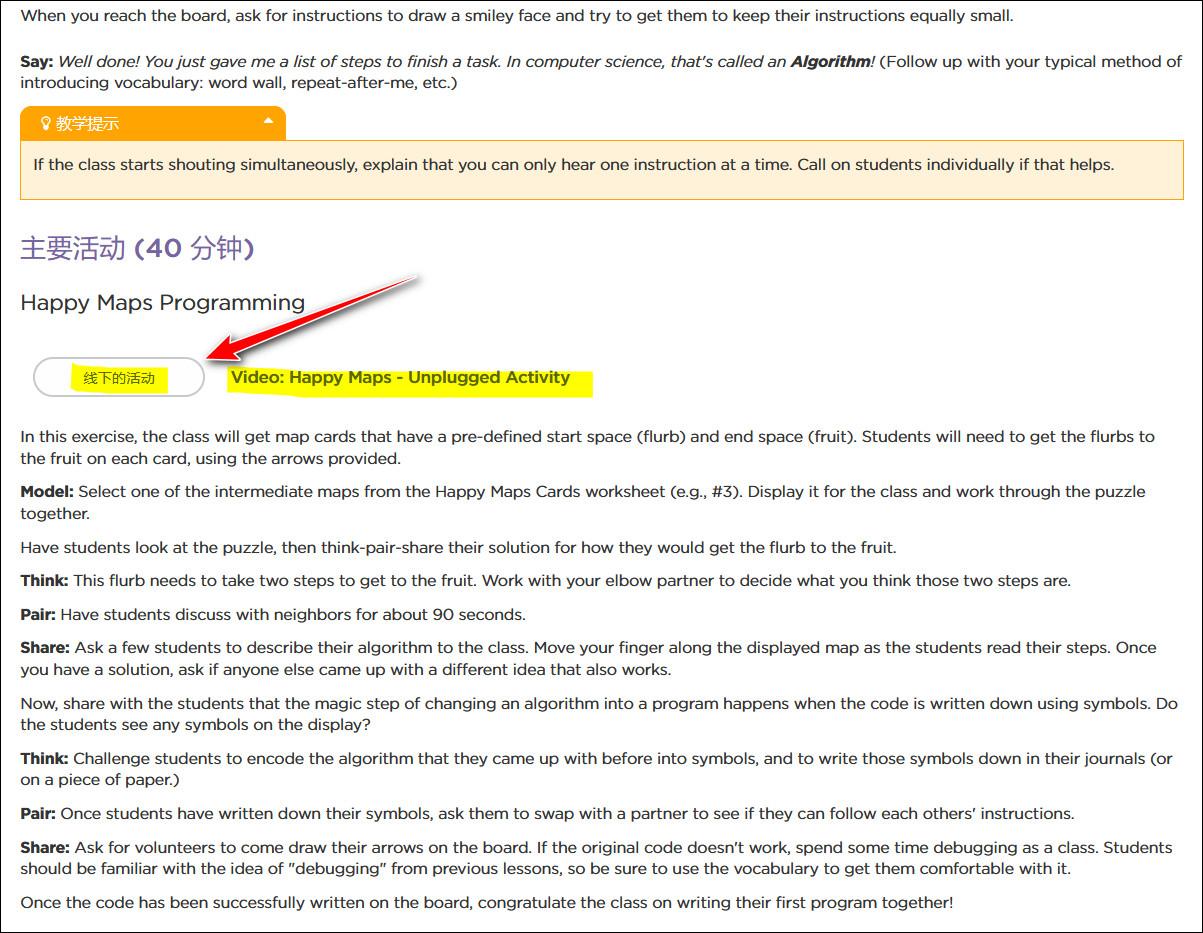 When you reach the board, ask for instructions to draw a smiley face and try to get them to keep their instructions equally small.
Say: Well done! You just gave me a list of steps to finish a task. In computer science, that's called an Algorithm! (Follow up with your typical method of
introducing vocabulary: word wall, repeat-after-me, etc.)
教学提示
If the class starts shouting simultaneously, explain that you can only hear one instruction at a time. Call on students individually if that helps.
主要活动 (40 分钟)
Happy Maps Programming
线下的活动 Video: Happy Maps - Unplugged Activity
In this exercise, the class will get map cards that have a pre-defined start space (flurb) and end space (fruit). Students will need to get the flurbs to
the fruit on each card, using the arrows provided.
Model: Select one of the intermediate maps from the Happy Maps Cards worksheet (e.g., #3). Display it for the class and work through the puzzle
together.
Have students look at the puzzle, then think-pair-share their solution for how they would get the flurb to the fruit.
Think: This flurb needs to take two steps to get to the fruit. Work with your elbow partner to decide what you think those two steps are.
Pair: Have students discuss with neighbors for about 90 seconds.
Share: Ask a few students to describe their algorithm to the class. Move your finger along the displayed map as the students read their steps. Once
you have a solution, ask if anyone else came up with a different idea that also works.
Now, share with the students that the magic step of changing an algorithm into a program happens when the code is written down using symbols. Do
the students see any symbols on the display?
Think: Challenge students to encode the algorithm that they came up with before into symbols, and to write those symbols down in their journals (or
on a piece of paper.)
Pair: Once students have written down their symbols, ask them to swap with a partner to see if they can follow each others' instructions.
Share: Ask for volunteers to come draw their arrows on the board. If the original code doesn't work, spend some time debugging as a class. Students
should be familiar with the idea of "debugging" from previous lessons, so be sure to use the vocabulary to get them comfortable with it.
Once the code has been successfully written on the board, congratulate the class on writing their first program together!